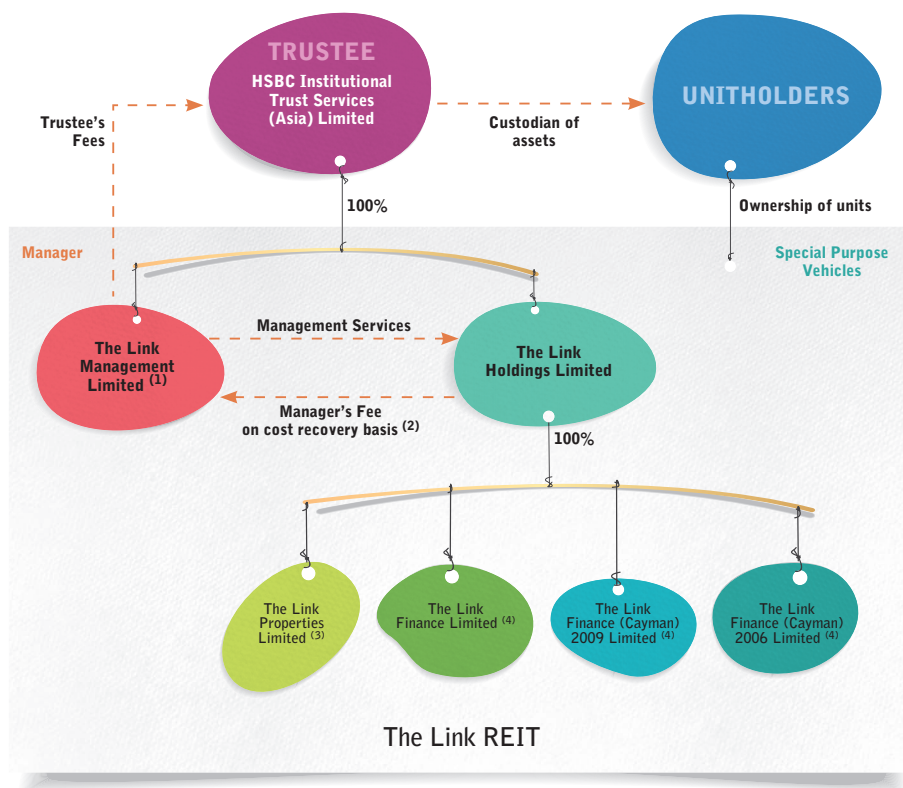 TRUSTEE
HSBC Institutional
Trust Services
(Asia) Limited
UNITHOLDERS
Trustee's
Fees
Custodian of
assets
100%
Ownership of units
Manager
Special Purpose
Vehicles
The Link
Management
Limited (1)
Management Services
The Link
Holdings Limited
Manager's Fee
on cost recovery basis (2)
100%
The Link
Properties
Limited (3)
The Link
Finance Limited (4)
The Link
Finance (Cayman)
2009 Limited (4)
The Link
Finance (Cayman)
2006 Limited (4)
The Link REIT